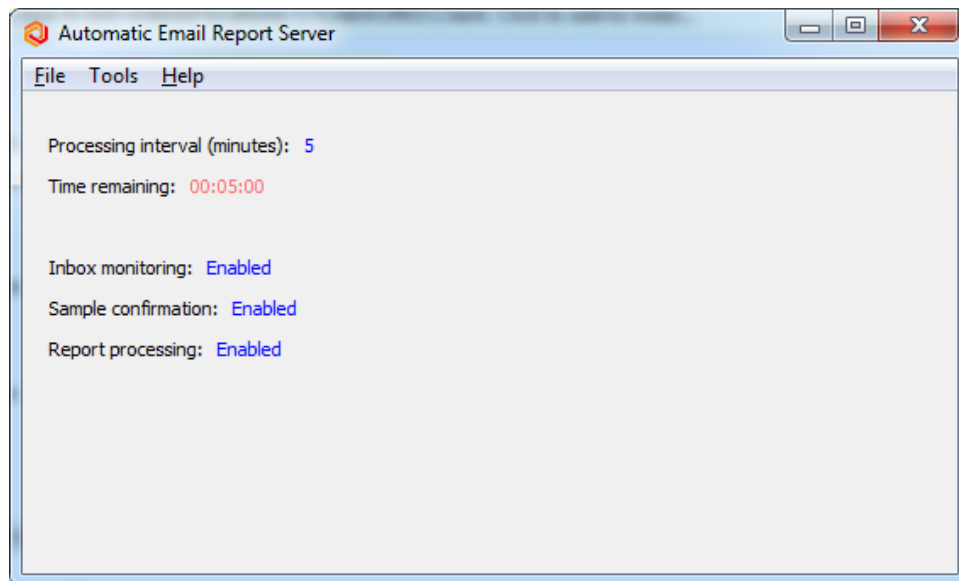 Automatic Email Report Server
File Tools Help
Processing interval (minutes): 5
Time remaining: 00:05:00
Inbox monitoring: Enabled
Sample confirmation: Enabled
Report processing: Enabled